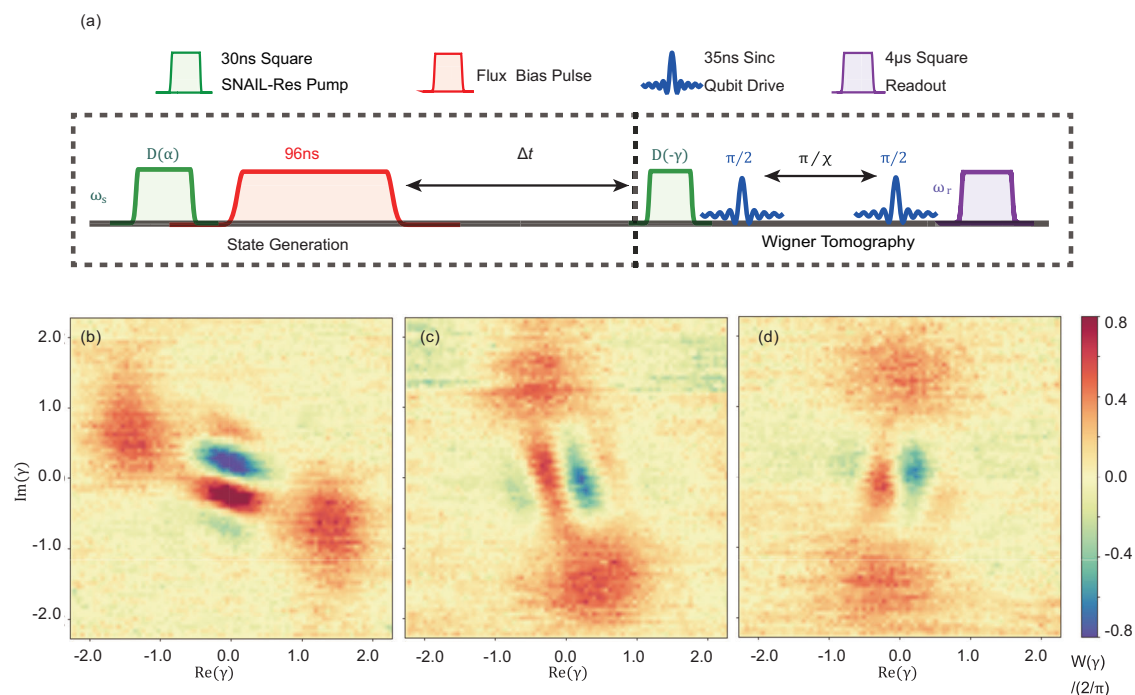 (a)
30ns Square
SNAIL-Res Pump
Flux Bias Pulse
35ns Sinc
Qubit Drive
4μs Square
Readout
D(α)
96ns
Δt
D(-γ)
π/2
π/χ
π/2
ω_s
ω_r
State Generation
Wigner Tomography
(b)
(c)
(d)
2.0
1.0
0.0
-1.0
-2.0
Im(γ)
-2.0 -1.0 0.0 1.0 2.0
Re(γ)
-2.0 -1.0 0.0 1.0 2.0
Re(γ)
-2.0 -1.0 0.0 1.0 2.0
Re(γ)
0.8
0.4
0.0
-0.4
-0.8
W(γ)
/(2/π)